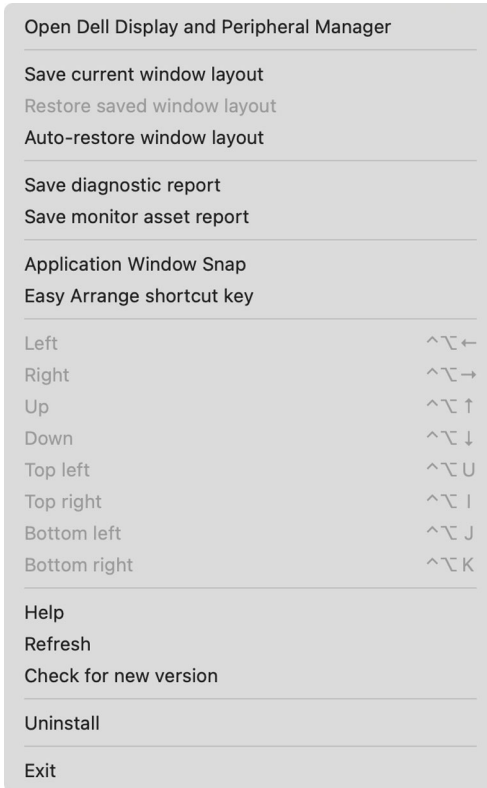 Open Dell Display and Peripheral Manager
Save current window layout
Restore saved window layout
Auto-restore window layout
Save diagnostic report
Save monitor asset report
Application Window Snap
Easy Arrange shortcut key
Left ^⌥←
Right ^⌥→
Up ^⌥↑
Down ^⌥↓
Top left ^⌥U
Top right ^⌥I
Bottom left ^⌥J
Bottom right ^⌥K
Help
Refresh
Check for new version
Uninstall
Exit